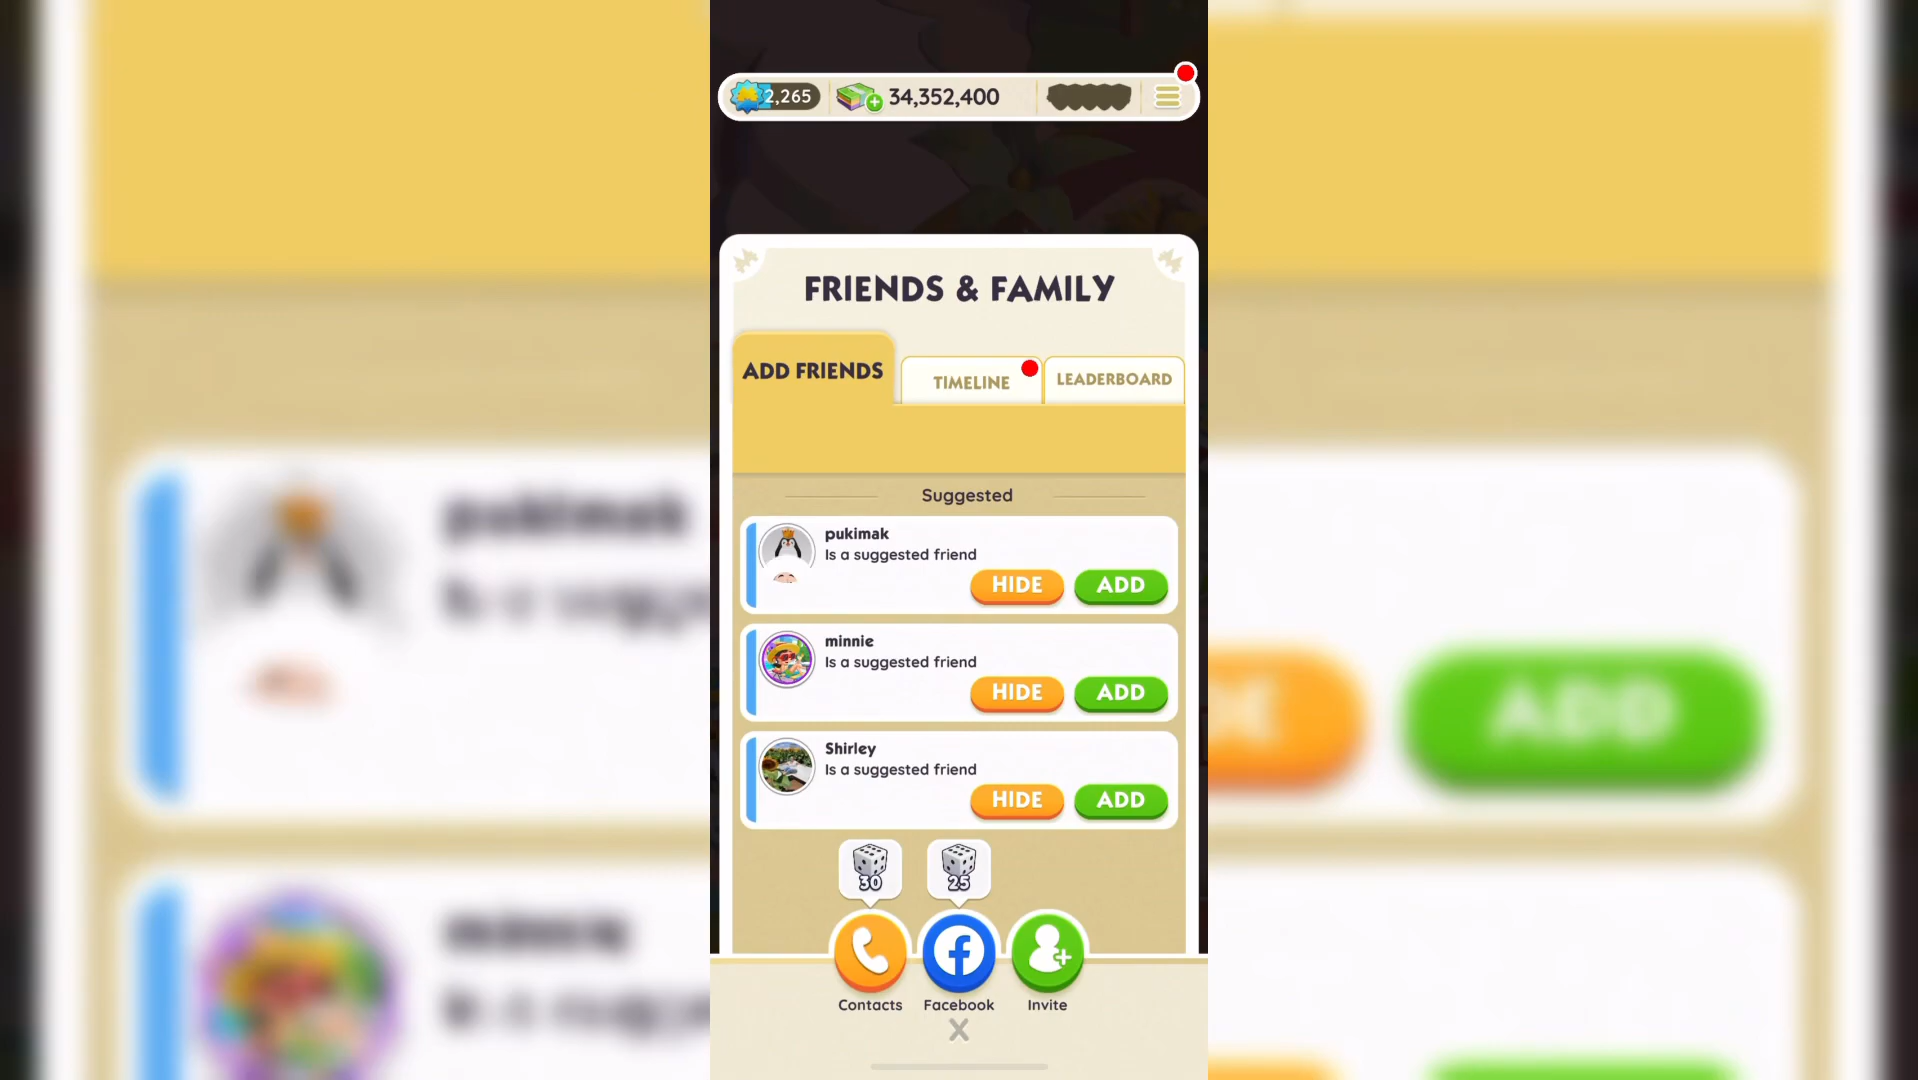 2,265
34,352,400
FRIENDS & FAMILY
ADD FRIENDS
TIMELINE
LEADERBOARD
Suggested
pukimak
Is a suggested friend
HIDE
ADD
minnie
Is a suggested friend
HIDE
ADD
Shirley
Is a suggested friend
HIDE
ADD
30
25
Contacts
Facebook
Invite
X